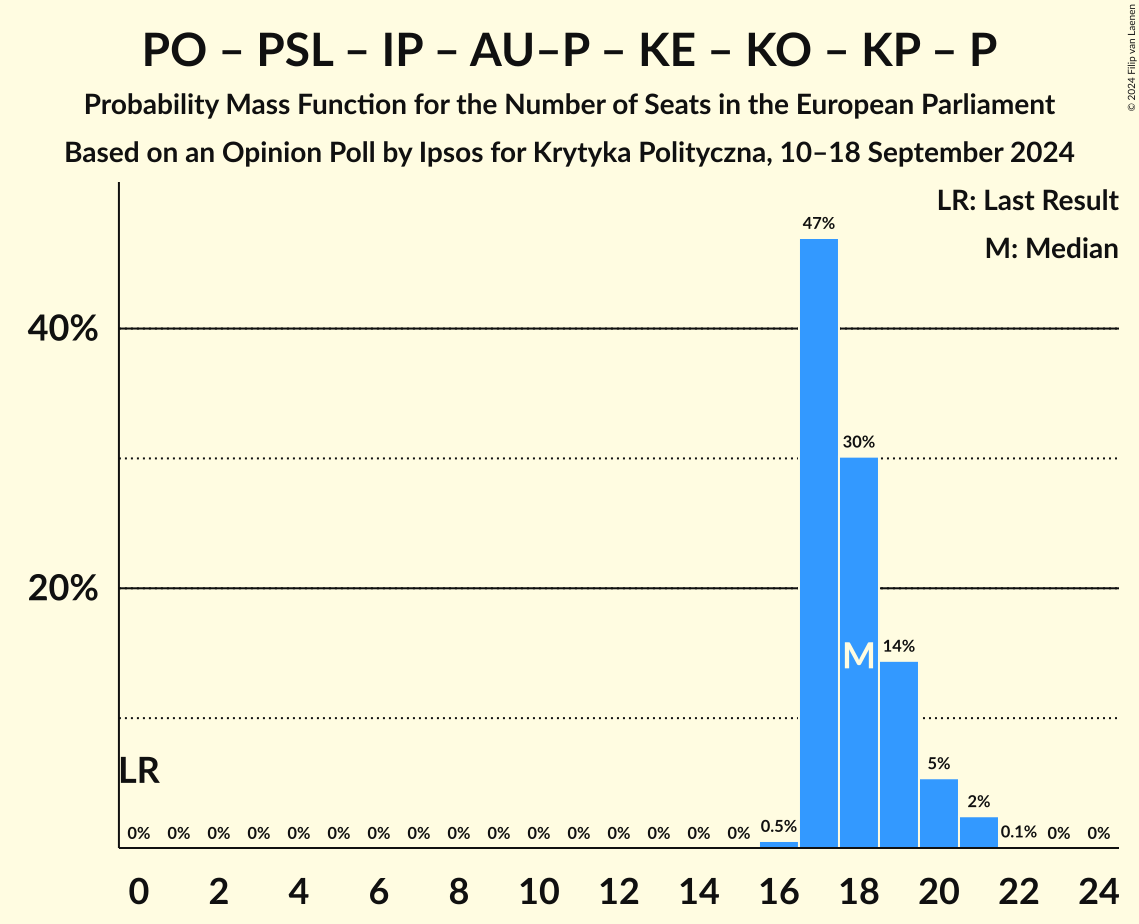 PO – PSL – IP – AU–P – KE – KO – KP – P
Probability Mass Function for the Number of Seats in the European Parliament
Based on an Opinion Poll by Ipsos for Krytyka Polityczna, 10–18 September 2024
© 2024 Filip van Laenen
LR: Last Result
M: Median
40%
20%
47%
30%
M
14%
LR
5%
2%
0% 0% 0% 0% 0% 0% 0% 0% 0% 0% 0% 0% 0% 0% 0% 0% 0.5% 0.1% 0% 0%
0 2 4 6 8 10 12 14 16 18 20 22 24